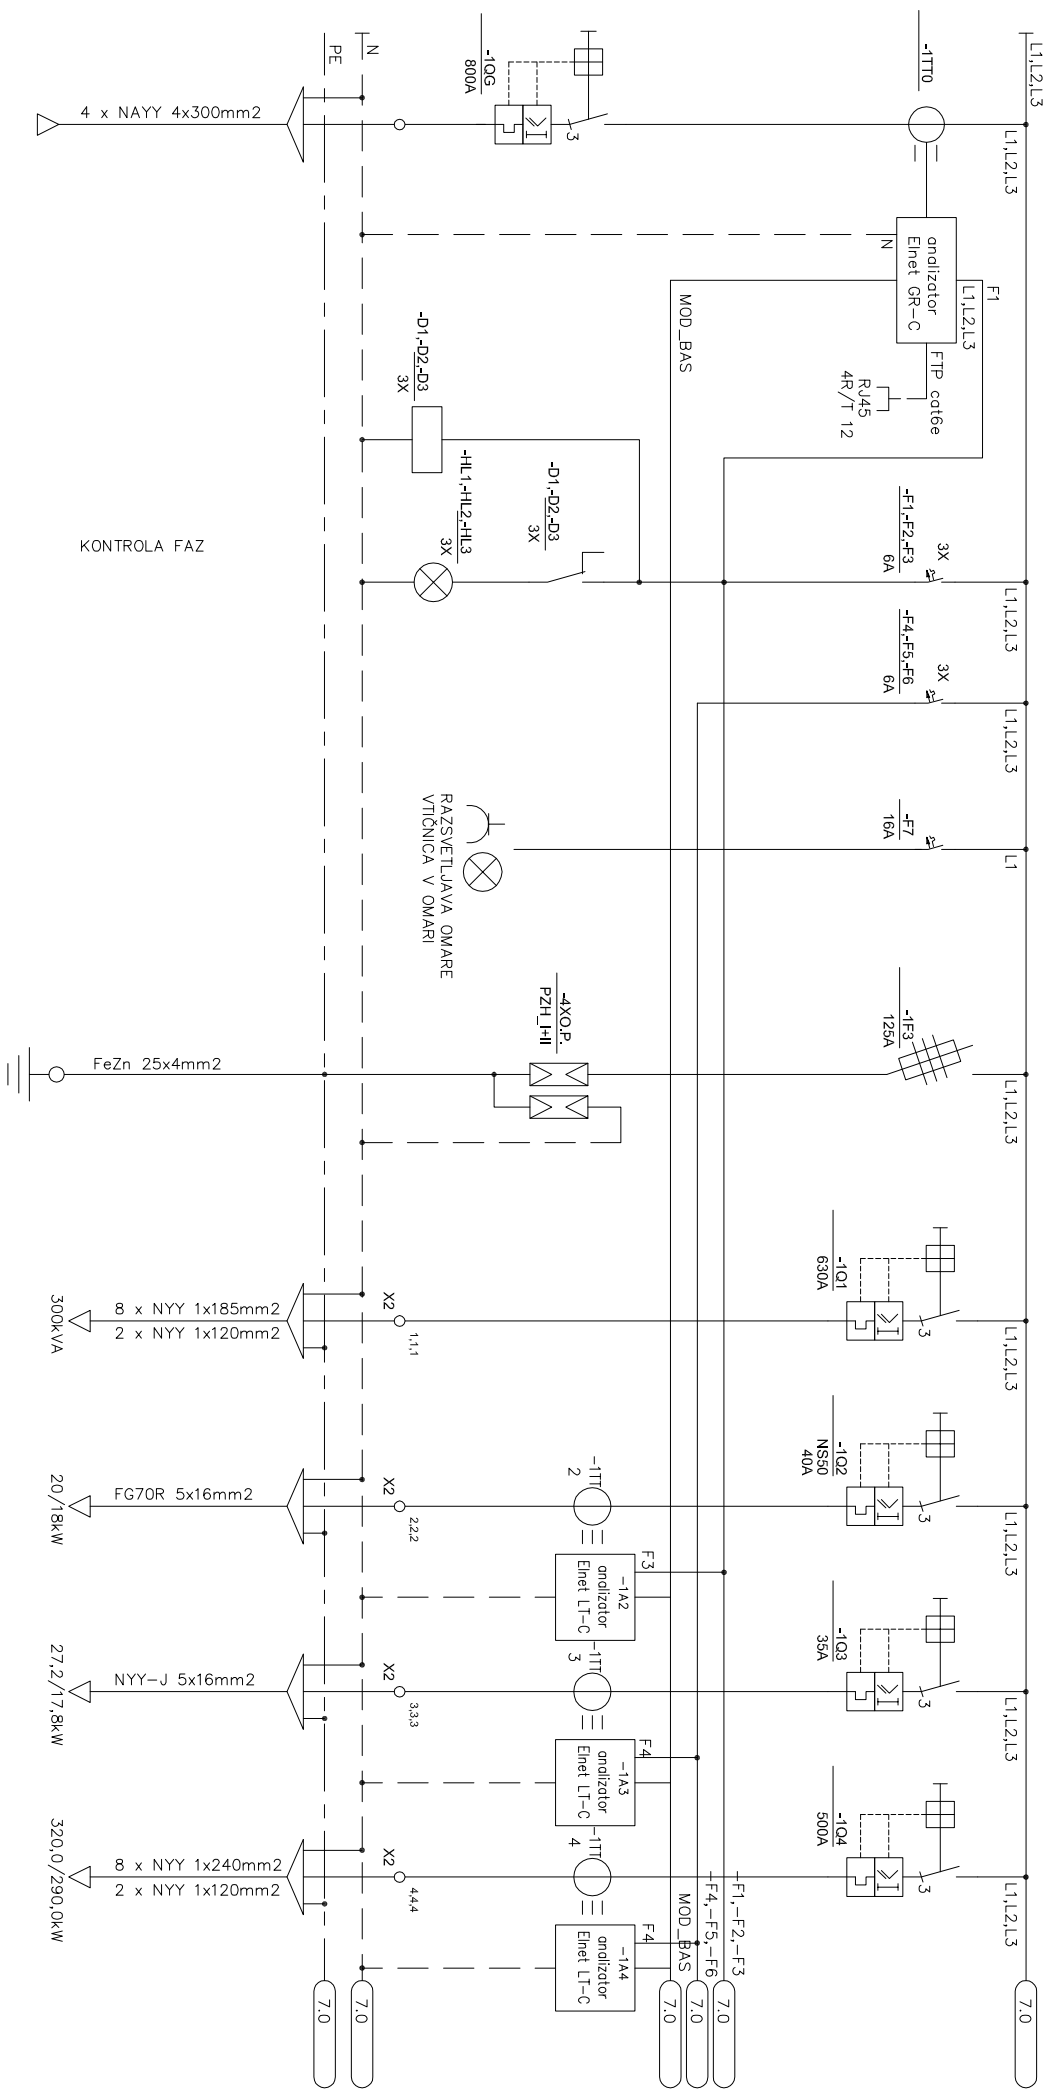 L1,L2,L3
L1,L2,L3
-1TT0
-1QG
800A
3
N
PE
4 x NAYY 4x300mm2
analizator
Elnet GR-C
N
F1
L1,L2,L3
MOD_BAS
FTP cat6e
RJ45
4R/T 12
-D1,-D2,-D3
3X
-HL1,-HL2,-HL3
3X
-D1,-D2,-D3
3X
KONTROLA FAZ
-F1,-F2,-F3
6A
3X
L1,L2,L3
-F4,-F5,-F6
6A
3X
L1,L2,L3
-F7
16A
L1
RAZSVETLJAVA OMARE
VTIČNICA V OMARI
-1F3
125A
L1,L2,L3
-4XO.P.
PZH_I+II
FeZn 25x4mm2
-1Q1
630A
3
L1,L2,L3
X2
1,1,1
8 x NYY 1x185mm2
2 x NYY 1x120mm2
300kVA
-1Q2
NS50
40A
3
L1,L2,L3
-1TT
2
X2
2,2,2
FG70R 5x16mm2
20/18kW
F3
-1A2
analizator
Elnet LT-C
-1Q3
35A
3
L1,L2,L3
-1TT
3
X2
3,3,3
NYY-J 5x16mm2
27,2/17,8kW
F4
-1A3
analizator
Elnet LT-C
-1Q4
500A
3
L1,L2,L3
-1TT
4
X2
4,4,4
8 x NYY 1x240mm2
2 x NYY 1x120mm2
320,0/290,0kW
F4
-1A4
analizator
Elnet LT-C
-F1,-F2,-F3
-F4,-F5,-F6
MOD_BAS
7.0
7.0
7.0
7.0
7.0
7.0